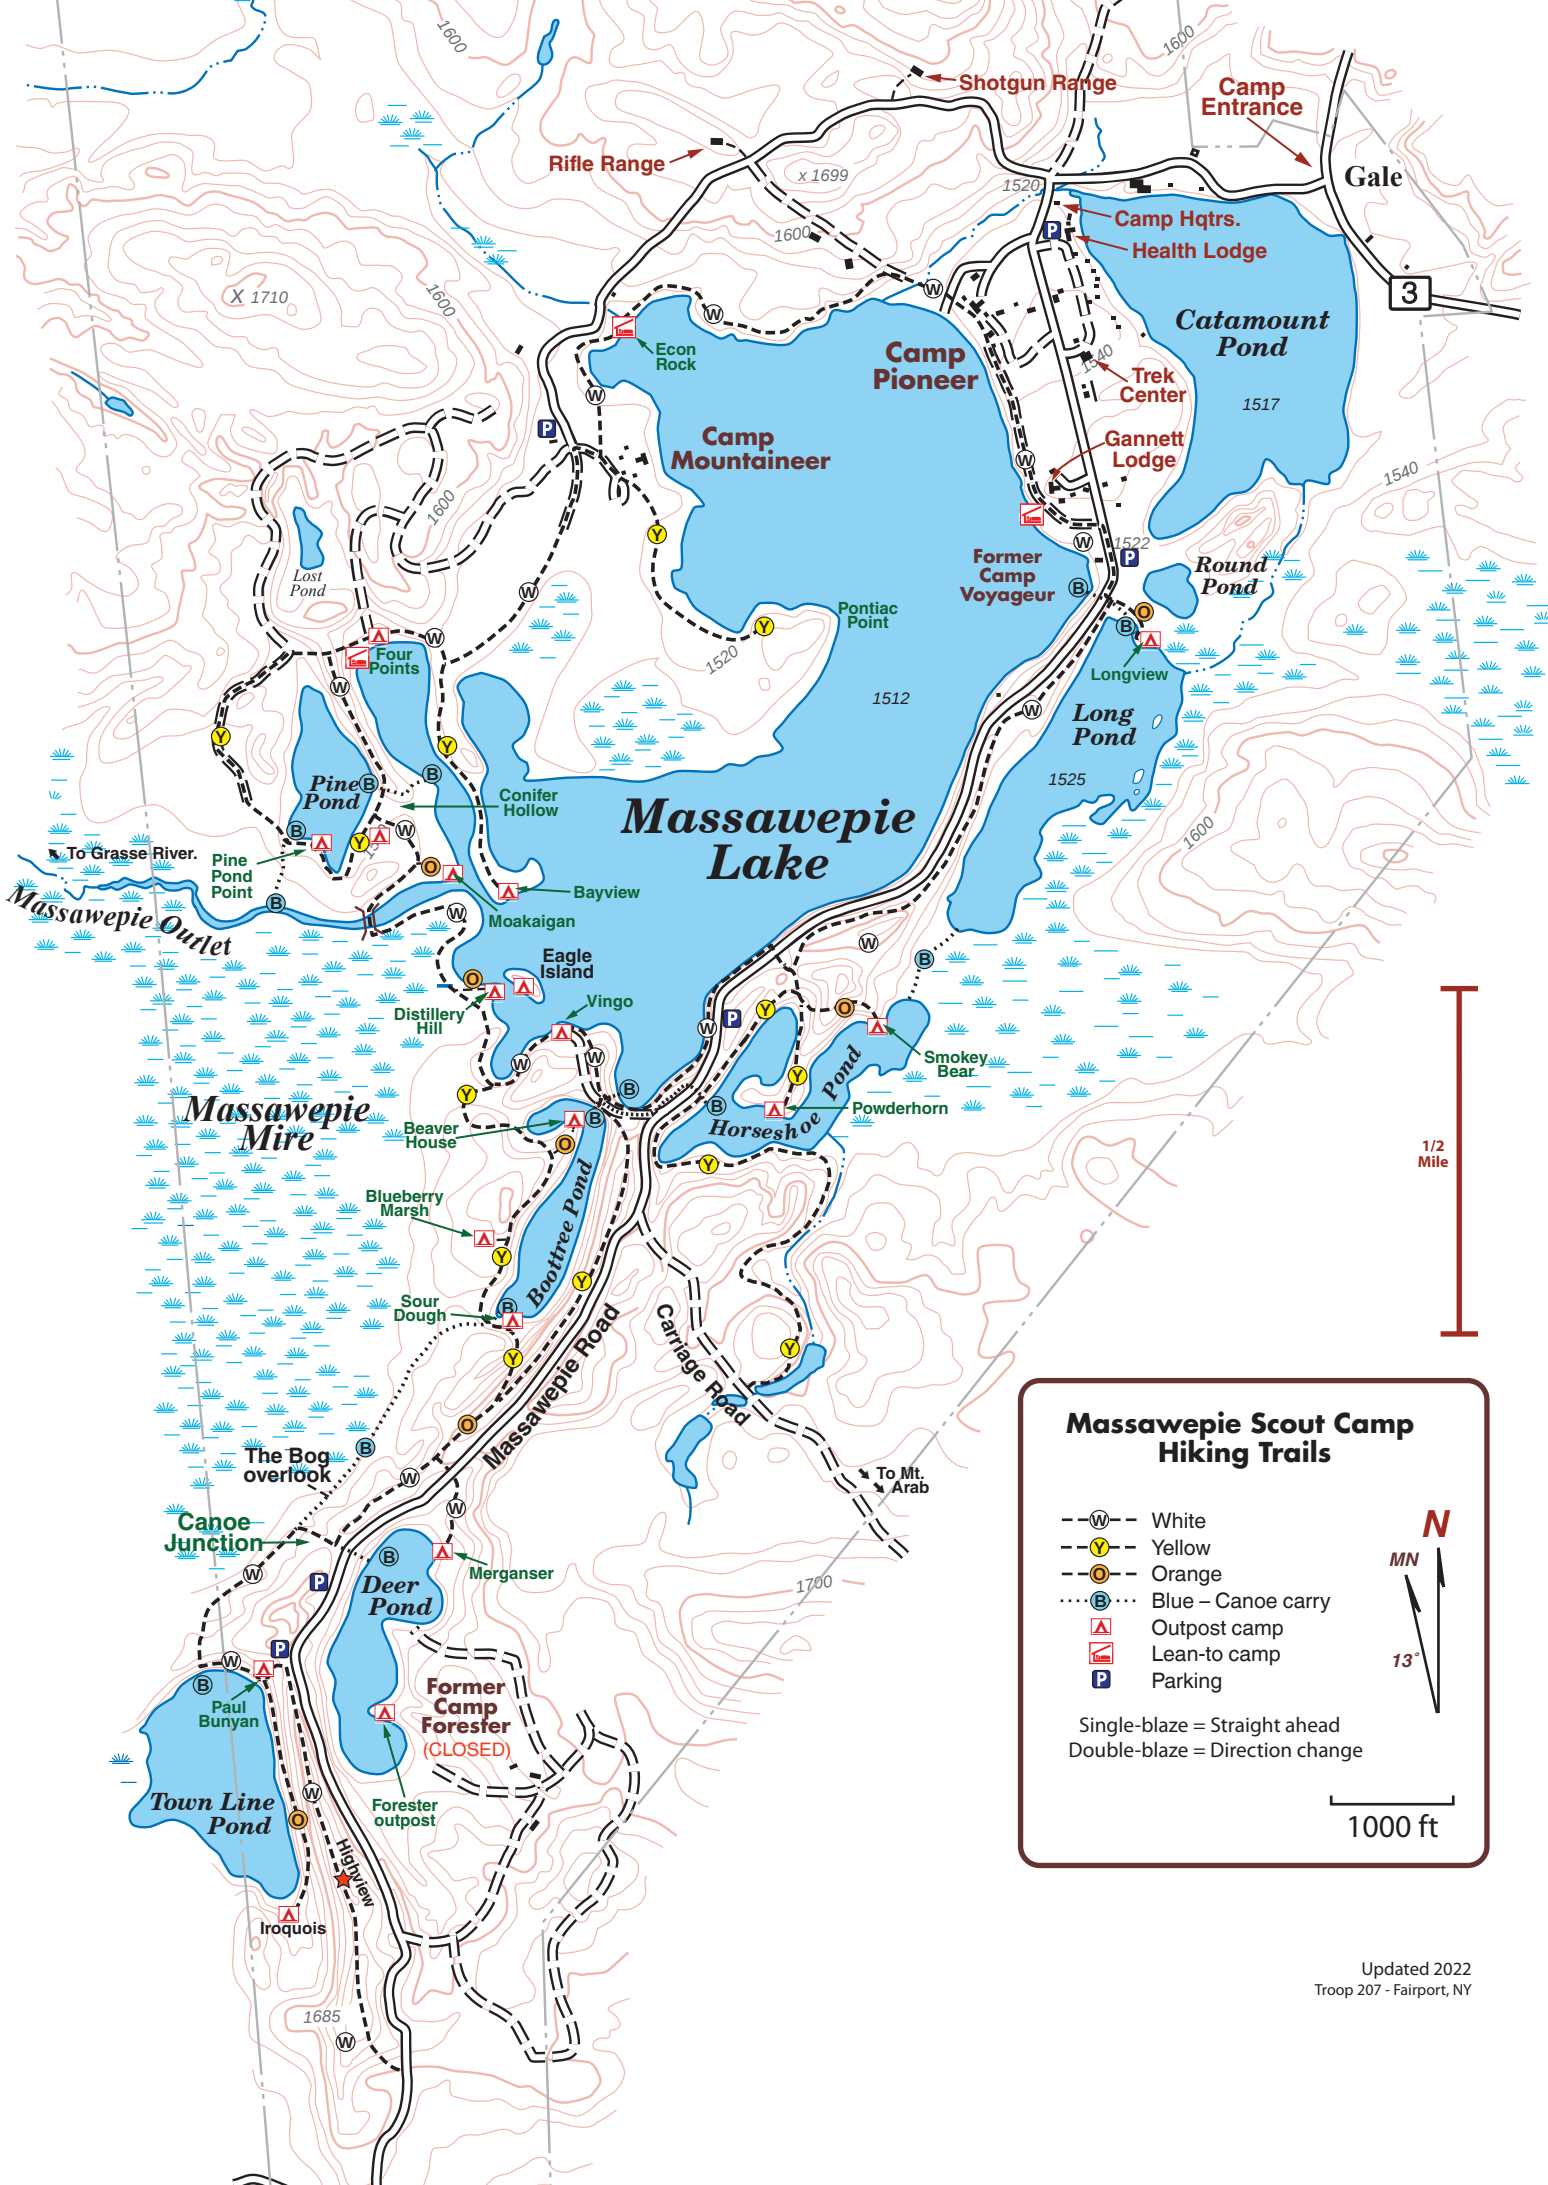 1600
1600
Shotgun Range
Camp
Entrance
Rifle Range
x 1699
1520
Gale
Camp Hqtrs.
P
Health Lodge
1600
W
3
X 1710
1600
W
Econ
Rock
Catamount
Pond
1517
Camp
Pioneer
1540
Trek
Center
W
P
Camp
Mountaineer
Gannett
Lodge
W
1540
1600
Y
W
1522
P
Lost
Pond
Former
Camp
Voyageur
Round
Pond
B
W
O
B
Pontiac
Point
Y
W
Four
Points
1520
Longview
W
1512
W
Long
Pond
1525
Y
Y
B
Pine
Pond
B
Conifer
Hollow
Massawepie
Lake
1600
B
Y
W
To Grasse River.
Pine
Pond
Point
O
Bayview
B
W
Moakaigan
Massawepie Outlet
W
Eagle
Island
B
O
Vingo
Distillery
Hill
P
W
Y
O
W
W
Smokey
Bear
Y
B
Y
B
Powderhorn
Massawepie
Mire
Horseshoe Pond
Beaver
House
B
O
1/2
Mile
Y
Blueberry
Marsh
Boottree Pond
Y
Y
Sour
Dough
B
Carriage Road
Y
Y
Massawepie Road
O
B
The Bog
overlook
W
To Mt.
Arab
W
Canoe
Junction
B
Merganser
W
P
Deer
Pond
1700
P
W
B
Paul
Bunyan
Former
Camp
Forester
(CLOSED)
W
Town Line
Pond
O
Forester
outpost
Highview
Iroquois
1685
W
Massawepie Scout Camp
Hiking Trails
W White
Y Yellow
O Orange
B Blue – Canoe carry
Outpost camp
Lean-to camp
P Parking
N
MN
13°
Single-blaze = Straight ahead
Double-blaze = Direction change
1000 ft
Updated 2022
Troop 207 - Fairport, NY